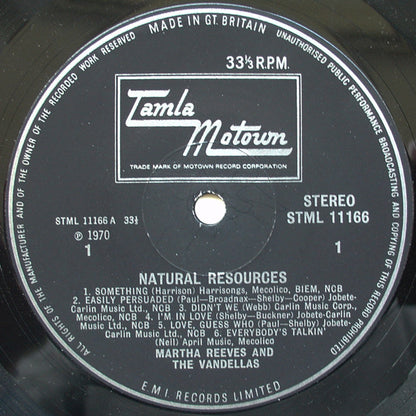 MADE IN GT. BRITAIN
ALL RIGHTS OF THE MANUFACTURER AND OF THE OWNER OF THE RECORDED WORK RESERVED
UNAUTHORISED PUBLIC PERFORMANCE BROADCASTING AND COPYING OF THIS RECORD PROHIBITED
33⅓ R.P.M.
Tamla
Motown
TRADE MARK OF MOTOWN RECORD CORPORATION
STML 11166 A 33⅓
℗ 1970
1
STEREO
STML 11166
1
NATURAL RESOURCES
1. SOMETHING (Harrison) Harrisongs, Mecolico, BIEM, NCB
2. EASILY PERSUADED (Paul—Broadnax—Shelby—Cooper) Jobete-
Carlin Music Ltd., NCB 3. DIDN'T WE (Webb) Carlin Music Corp.,
Mecolico, NCB 4. I'M IN LOVE (Shelby—Buckner) Jobete-Carlin
Music Ltd., NCB 5. LOVE, GUESS WHO (Paul—Shelby) Jobete-
Carlin Music Ltd., NCB 6. EVERYBODY'S TALKIN'
(Neil) April Music, Mecolico
MARTHA REEVES AND
THE VANDELLAS
E.M.I. RECORDS LIMITED